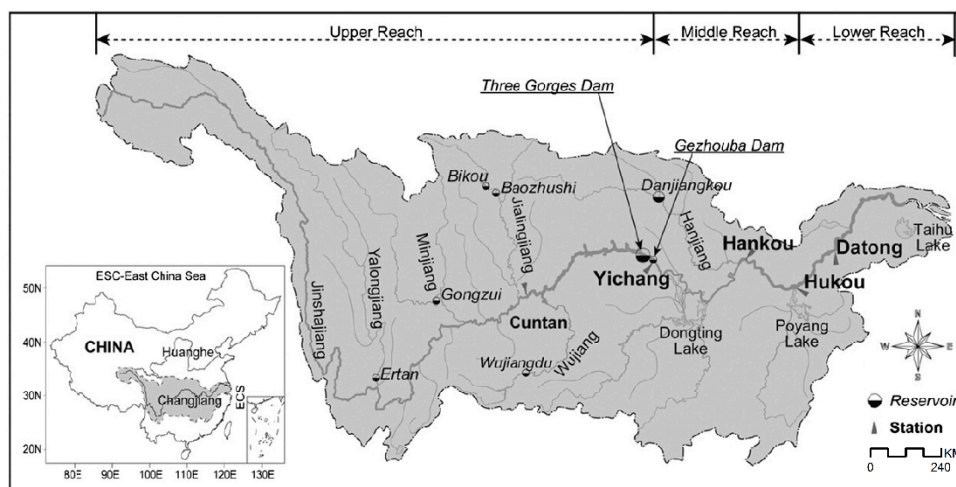 Upper Reach
Middle Reach
Lower Reach
Three Gorges Dam
Gezhouba Dam
Bikou
Baozhushi
Danjiangkou
Jialingjiang
Hanjiang
Taihu
Lake
Hankou
Datong
Minjiang
Yalongjiang
Jinshajiang
Yichang
Hukou
Gongzui
Cuntan
Dongting
Lake
Poyang
Lake
Wujiangdu
Wujiang
Ertan
ESC-East China Sea
50N
40N
30N
20N
CHINA
Huanghe
Changjiang
ECS
80E 90E 100E 110E 120E 130E
N
W E
S
Reservoir
Station
0 240 KM